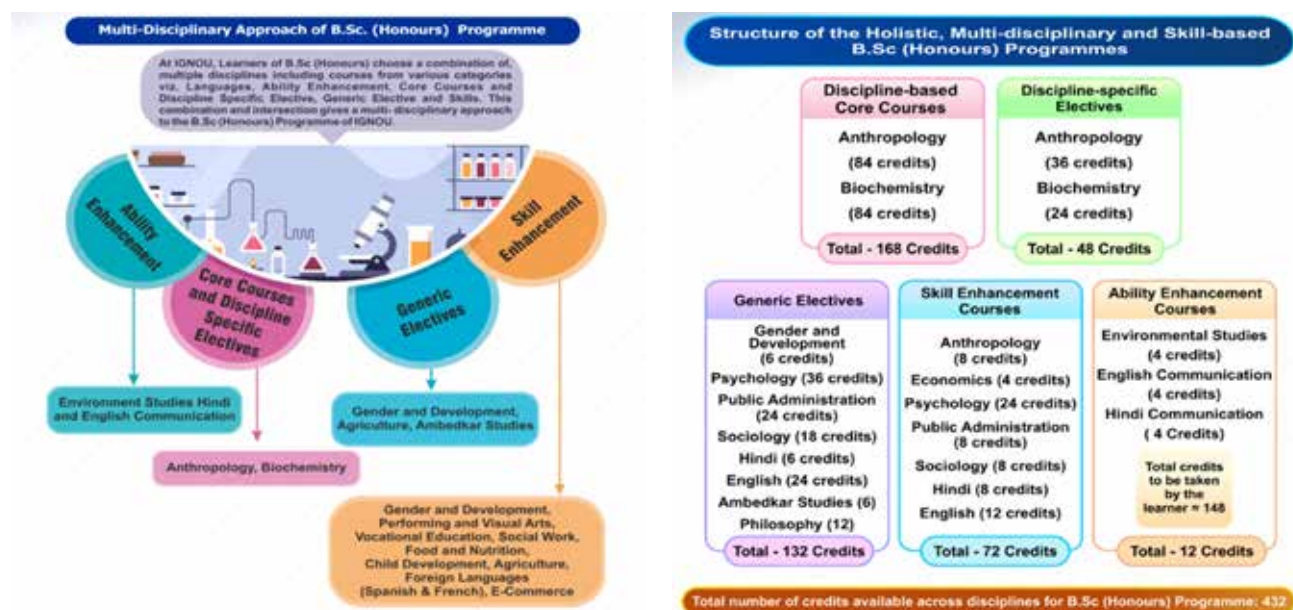 Multi-Disciplinary Approach of B.Sc. (Honours) Programme
At IGNOU, Learners of B.Sc (Honours) choose a combination of,
multiple disciplines including courses from various categories
viz, Languages, Ability Enhancement, Core Courses and
Discipline Specific Elective, Generic Elective and Skills. This
combination and intersection gives a multi- disciplinary approach
to the B.Sc (Honours) Programme of IGNOU.
Ability
Enhancement
Core Courses
and Discipline
Specific
Electives
Generic
Electives
Skill
Enhancement
Environment Studies Hindi
and English Communication
Gender and Development,
Agriculture, Ambedkar Studies
Anthropology, Biochemistry
Gender and Development,
Performing and Visual Arts,
Vocational Education, Social Work,
Food and Nutrition,
Child Development, Agriculture,
Foreign Languages
(Spanish & French), E-Commerce
Structure of the Holistic, Multi-disciplinary and Skill-based
B.Sc (Honours) Programmes
Discipline-based
Core Courses
Anthropology
(84 credits)
Biochemistry
(84 credits)
Total - 168 Credits
Discipline-specific
Electives
Anthropology
(36 credits)
Biochemistry
(24 credits)
Total - 48 Credits
Generic Electives
Gender and
Development
(6 credits)
Psychology (36 credits)
Public Administration
(24 credits)
Sociology (18 credits)
Hindi (6 credits)
English (24 credits)
Ambedkar Studies (6)
Philosophy (12)
Total - 132 Credits
Skill Enhancement
Courses
Anthropology
(8 credits)
Economics (4 credits)
Psychology (24 credits)
Public Administration
(8 credits)
Sociology (8 credits)
Hindi (8 credits)
English (12 credits)
Total - 72 Credits
Ability Enhancement
Courses
Environmental Studies
(4 credits)
English Communication
(4 credits)
Hindi Communication
( 4 Credits)
Total credits
to be taken
by the
learner = 148
Total - 12 Credits
Total number of credits available across disciplines for B.Sc (Honours) Programme: 432